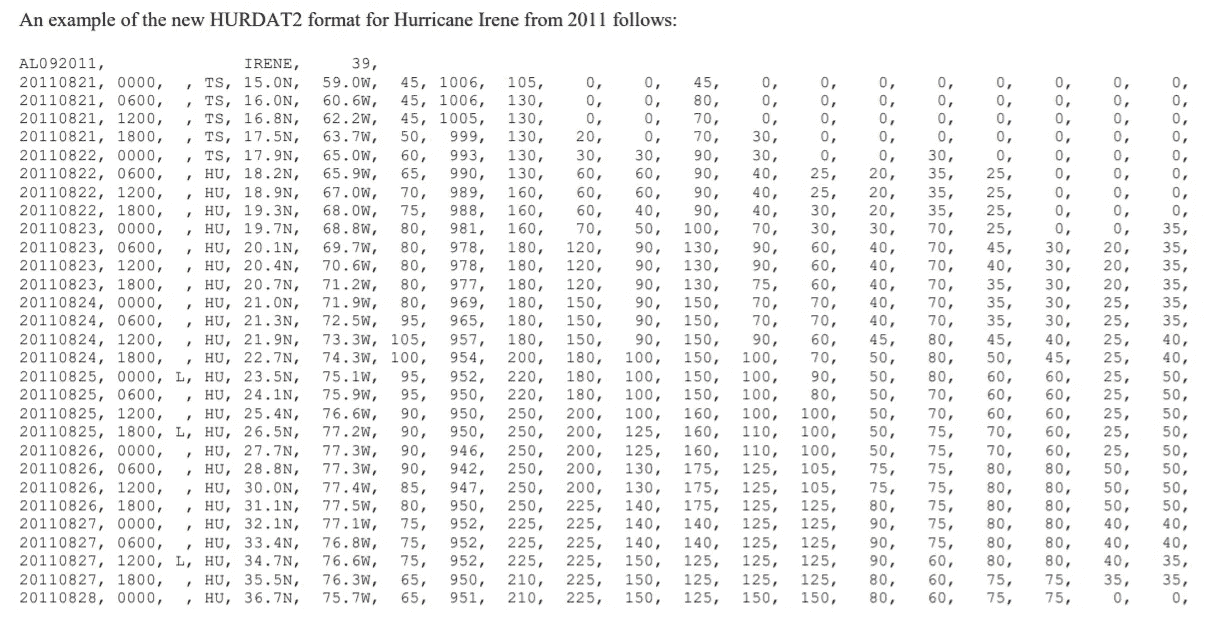 An example of the new HURDAT2 format for Hurricane Irene from 2011 follows:
AL092011, IRENE, 39,
20110821, 0000, , TS, 15.0N, 59.0W, 45, 1006, 105, 0, 0, 45, 0, 0, 0, 0, 0, 0, 0, 0,
20110821, 0600, , TS, 16.0N, 60.6W, 45, 1006, 130, 0, 0, 80, 0, 0, 0, 0, 0, 0, 0, 0,
20110821, 1200, , TS, 16.8N, 62.2W, 45, 1005, 130, 0, 0, 70, 0, 0, 0, 0, 0, 0, 0, 0,
20110821, 1800, , TS, 17.5N, 63.7W, 50, 999, 130, 20, 0, 70, 30, 0, 0, 0, 0, 0, 0, 0,
20110822, 0000, , TS, 17.9N, 65.0W, 60, 993, 130, 30, 30, 90, 30, 0, 0, 30, 0, 0, 0, 0,
20110822, 0600, , HU, 18.2N, 65.9W, 65, 990, 130, 60, 60, 90, 40, 25, 20, 35, 25, 0, 0, 0,
20110822, 1200, , HU, 18.9N, 67.0W, 70, 989, 160, 60, 60, 90, 40, 25, 20, 35, 25, 0, 0, 0,
20110822, 1800, , HU, 19.3N, 68.0W, 75, 988, 160, 60, 40, 90, 40, 30, 20, 35, 25, 0, 0, 0,
20110823, 0000, , HU, 19.7N, 68.8W, 80, 981, 160, 70, 50, 100, 70, 30, 30, 70, 25, 0, 0, 35,
20110823, 0600, , HU, 20.1N, 69.7W, 80, 978, 180, 120, 90, 130, 90, 60, 40, 70, 45, 30, 20, 35,
20110823, 1200, , HU, 20.4N, 70.6W, 80, 978, 180, 120, 90, 130, 90, 60, 40, 70, 40, 30, 20, 35,
20110823, 1800, , HU, 20.7N, 71.2W, 80, 977, 180, 120, 90, 130, 75, 60, 40, 70, 35, 30, 20, 35,
20110824, 0000, , HU, 21.0N, 71.9W, 80, 969, 180, 150, 90, 150, 70, 70, 40, 70, 35, 30, 25, 35,
20110824, 0600, , HU, 21.3N, 72.5W, 95, 965, 180, 150, 90, 150, 70, 70, 40, 70, 35, 30, 25, 35,
20110824, 1200, , HU, 21.9N, 73.3W, 105, 957, 180, 150, 90, 150, 90, 60, 45, 80, 45, 40, 25, 40,
20110824, 1800, , HU, 22.7N, 74.3W, 100, 954, 200, 180, 100, 150, 100, 70, 50, 80, 50, 45, 25, 40,
20110825, 0000, L, HU, 23.5N, 75.1W, 95, 952, 220, 180, 100, 150, 100, 90, 50, 80, 60, 60, 25, 50,
20110825, 0600, , HU, 24.1N, 75.9W, 95, 950, 220, 180, 100, 150, 100, 80, 50, 70, 60, 60, 25, 50,
20110825, 1200, , HU, 25.4N, 76.6W, 90, 950, 250, 200, 100, 160, 100, 100, 50, 70, 60, 60, 25, 50,
20110825, 1800, L, HU, 26.5N, 77.2W, 90, 950, 250, 200, 125, 160, 110, 100, 50, 75, 70, 60, 25, 50,
20110826, 0000, , HU, 27.7N, 77.3W, 90, 946, 250, 200, 125, 160, 110, 100, 50, 75, 70, 60, 25, 50,
20110826, 0600, , HU, 28.8N, 77.3W, 90, 942, 250, 200, 130, 175, 125, 105, 75, 75, 80, 80, 50, 50,
20110826, 1200, , HU, 30.0N, 77.4W, 85, 947, 250, 200, 130, 175, 125, 105, 75, 75, 80, 80, 50, 50,
20110826, 1800, , HU, 31.1N, 77.5W, 80, 950, 250, 225, 140, 175, 125, 125, 80, 75, 80, 80, 50, 50,
20110827, 0000, , HU, 32.1N, 77.1W, 75, 952, 225, 225, 140, 140, 125, 125, 90, 75, 80, 80, 40, 40,
20110827, 0600, , HU, 33.4N, 76.8W, 75, 952, 225, 225, 140, 140, 125, 125, 90, 75, 80, 80, 40, 40,
20110827, 1200, L, HU, 34.7N, 76.6W, 75, 952, 225, 225, 150, 125, 125, 125, 90, 60, 80, 80, 40, 35,
20110827, 1800, , HU, 35.5N, 76.3W, 65, 950, 210, 225, 150, 125, 125, 125, 80, 60, 75, 75, 35, 35,
20110828, 0000, , HU, 36.7N, 75.7W, 65, 951, 210, 225, 150, 125, 150, 150, 80, 60, 75, 75, 0, 0,